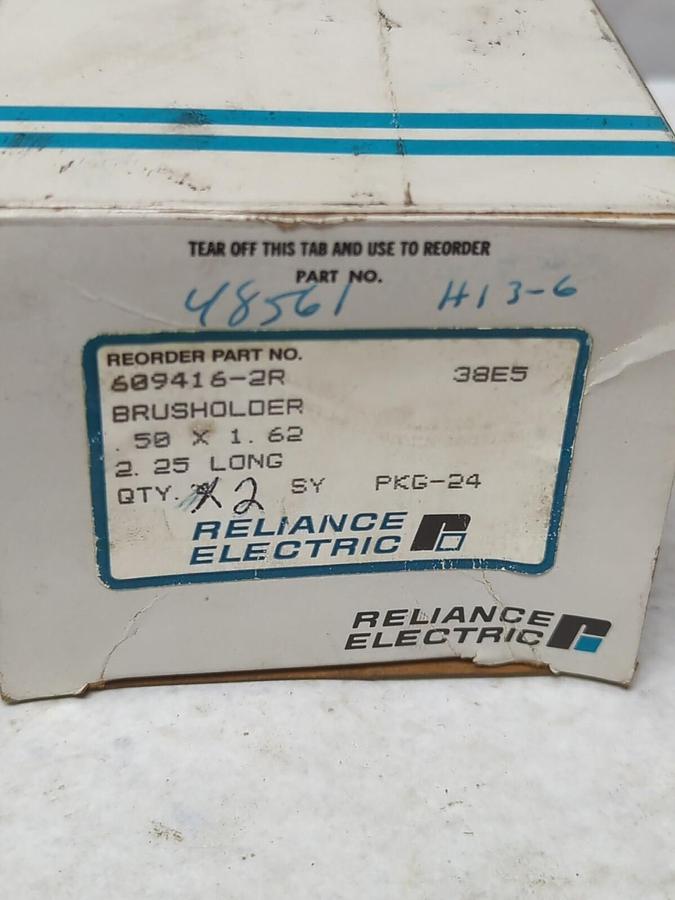 TEAR OFF THIS TAB AND USE TO REORDER
PART NO.
48561 H13-6
REORDER PART NO.
609416-2R 38E5
BRUSHOLDER
.50 X 1.62
2.25 LONG
QTY. 2 SY PKG-24
RELIANCE
ELECTRIC
RELIANCE
ELECTRIC